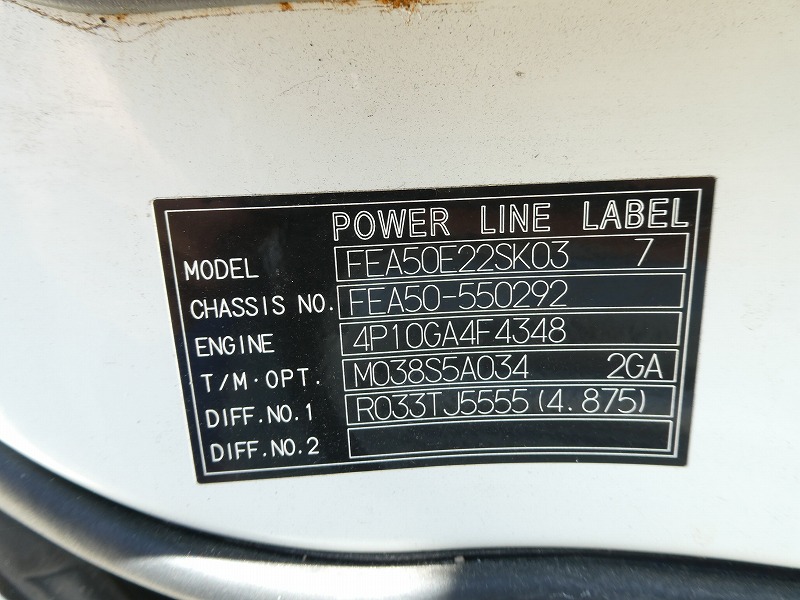 POWER LINE LABEL
MODEL FEA50E22SK03 7
CHASSIS NO. FEA50-550292
ENGINE 4P10GA4F4348
T/M·OPT. M038S5A034 2GA
DIFF.NO.1 R033TJ5555(4.875)
DIFF.NO.2